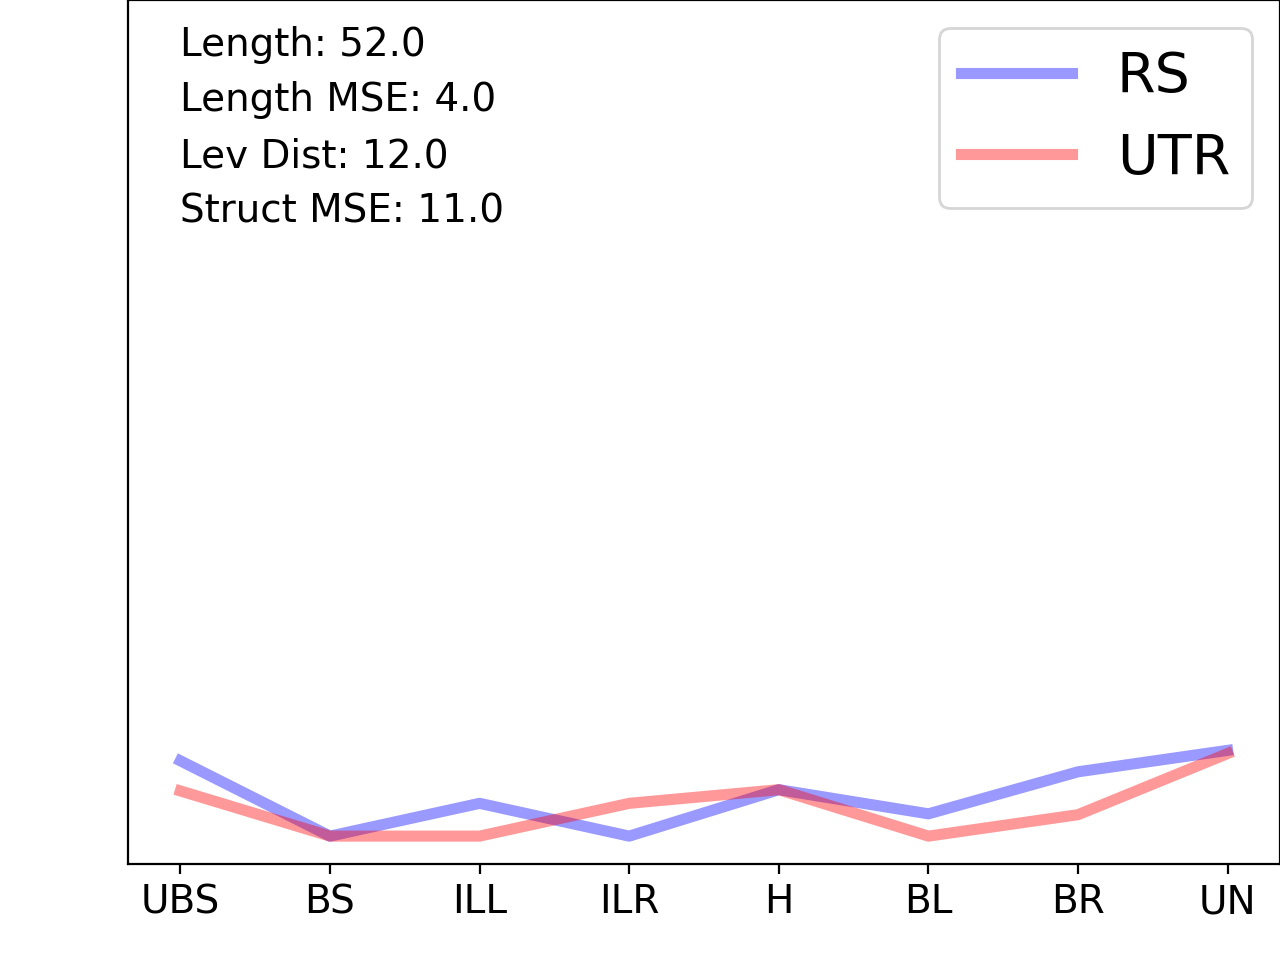 Length: 52.0
Length MSE: 4.0
Lev Dist: 12.0
Struct MSE: 11.0
RS
UTR
UBS BS ILL ILR H BL BR UN